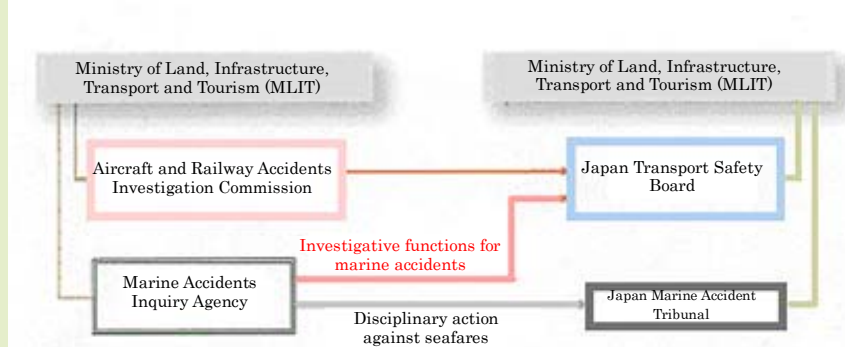 Ministry of Land, Infrastructure,
Transport and Tourism (MLIT)
Ministry of Land, Infrastructure,
Transport and Tourism (MLIT)
Aircraft and Railway Accidents
Investigation Commission
Japan Transport Safety
Board
Investigative functions for
marine accidents
Marine Accidents
Inquiry Agency
Japan Marine Accident
Tribunal
Disciplinary action
against seafares